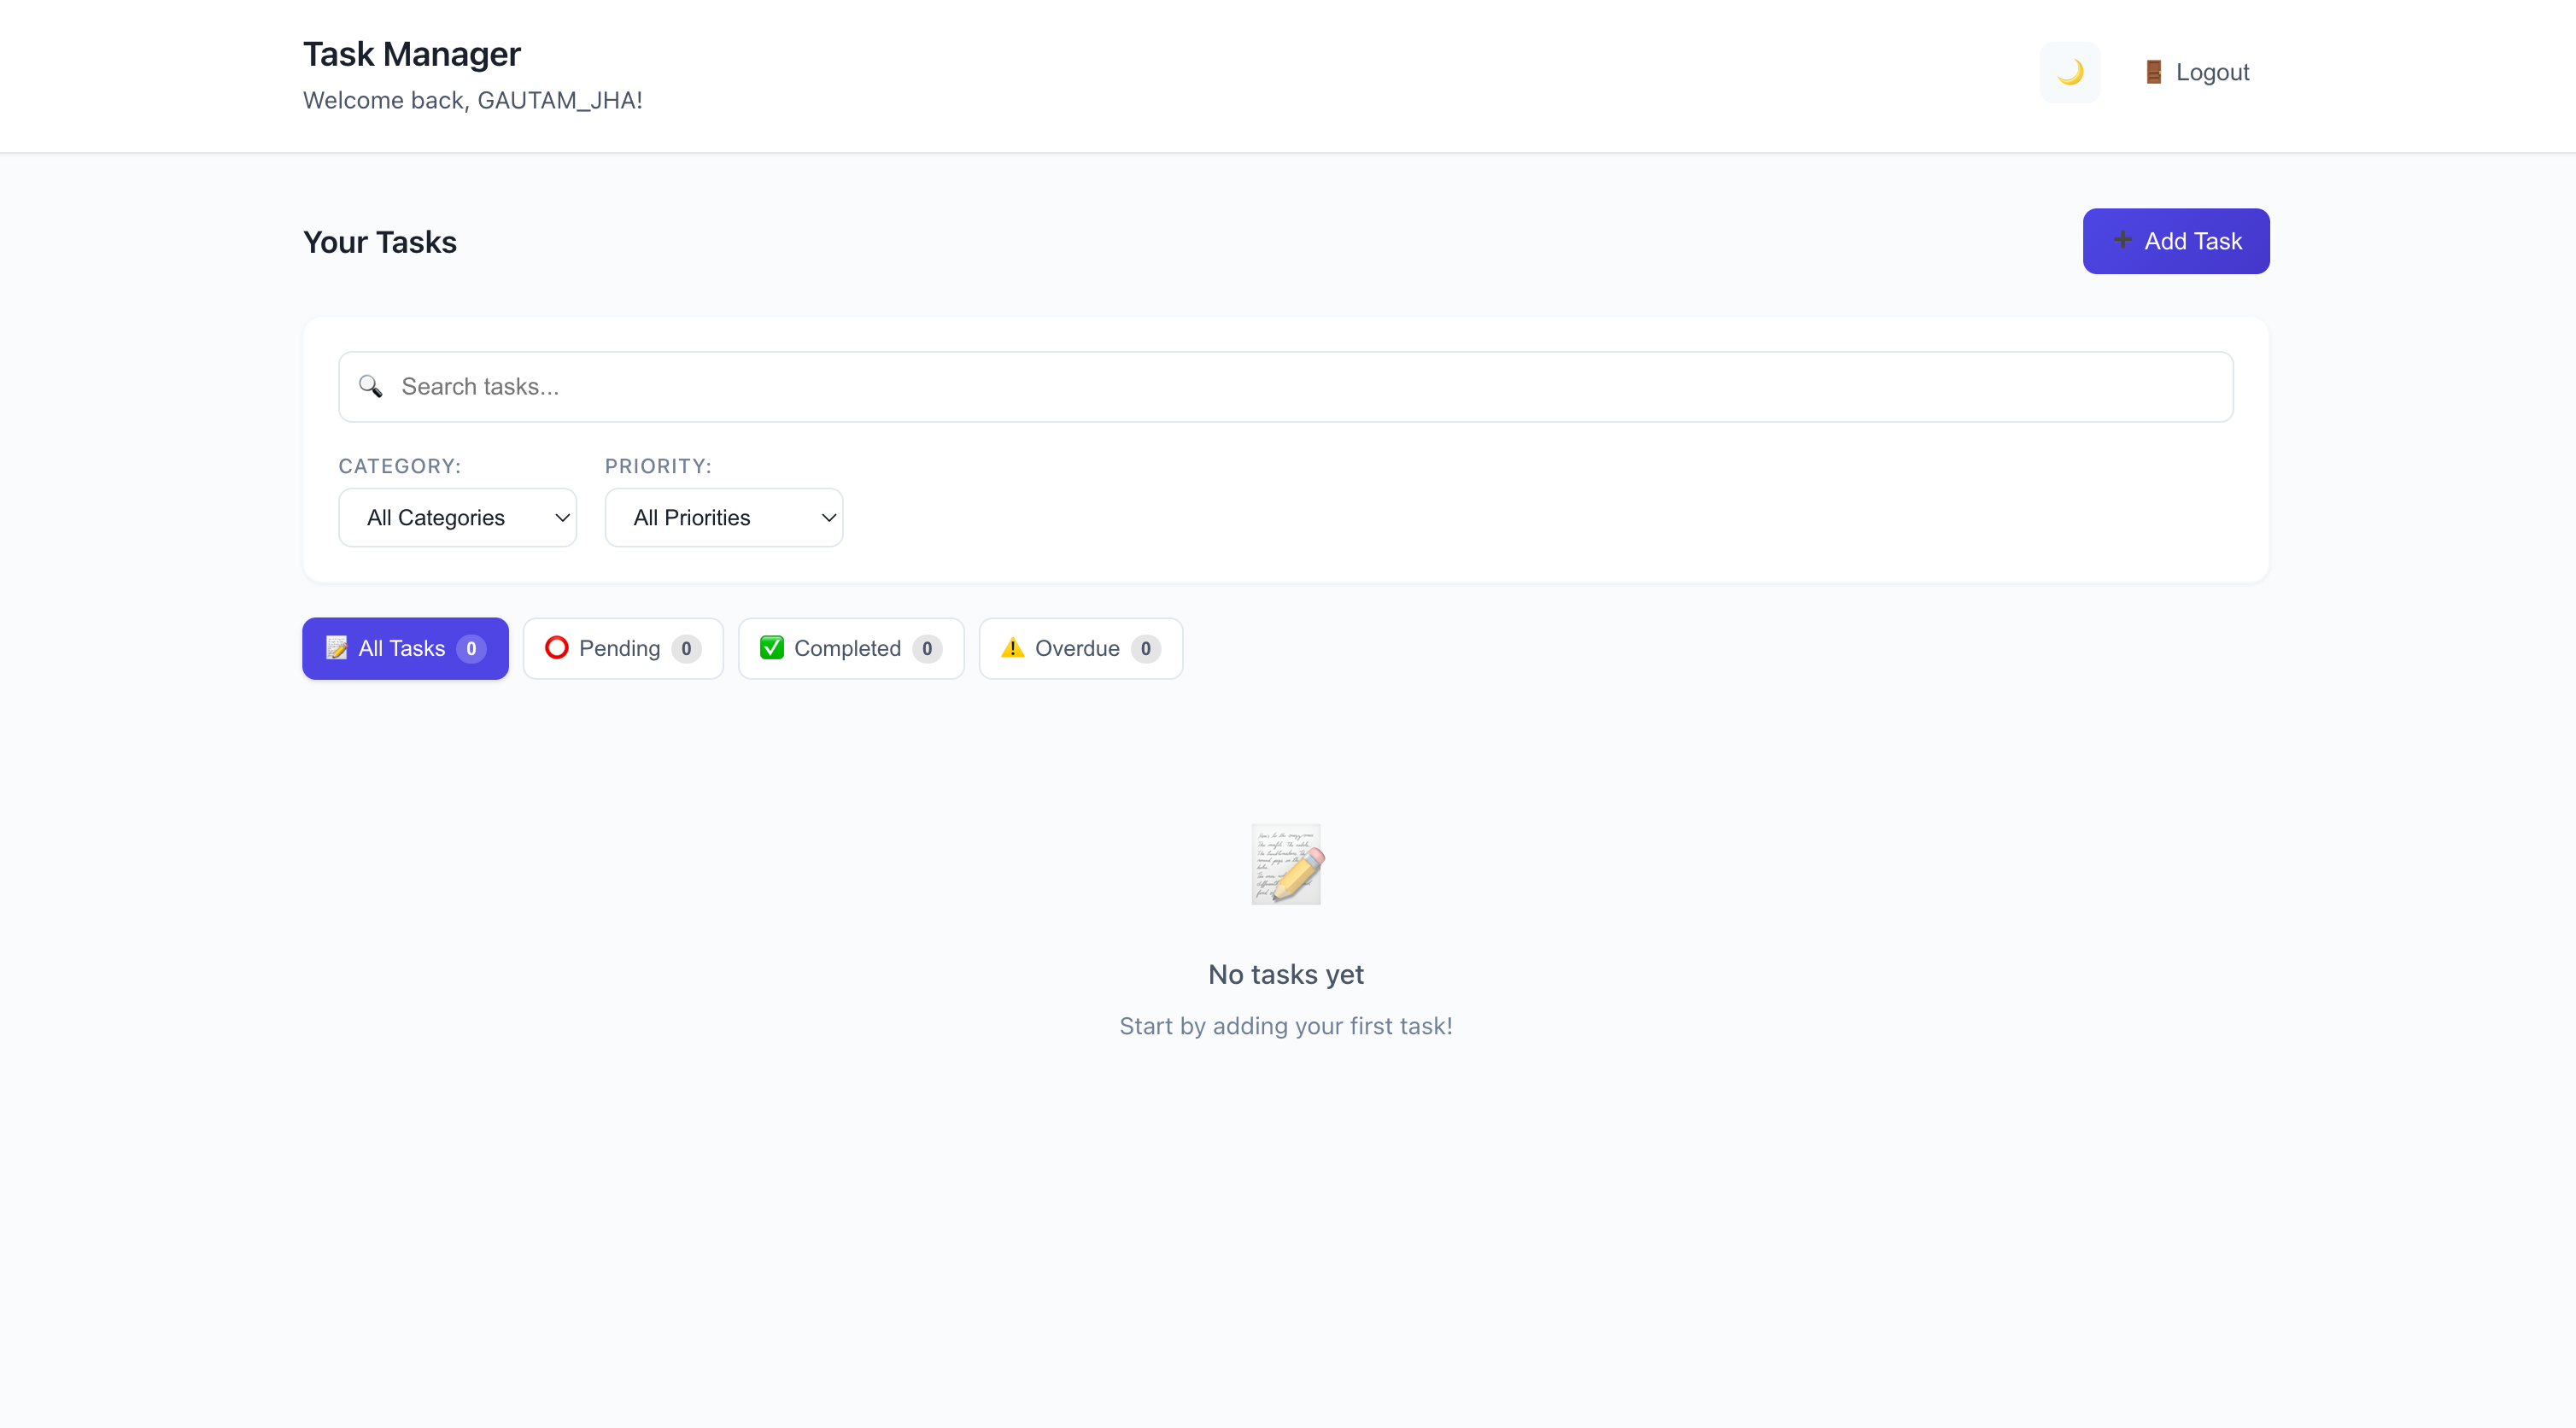 Task Manager
Welcome back, GAUTAM_JHA!
Logout
Your Tasks
Add Task
Search tasks...
CATEGORY: PRIORITY:
All Categories All Priorities
All Tasks 0 Pending 0 Completed 0 Overdue 0
No tasks yet
Start by adding your first task!